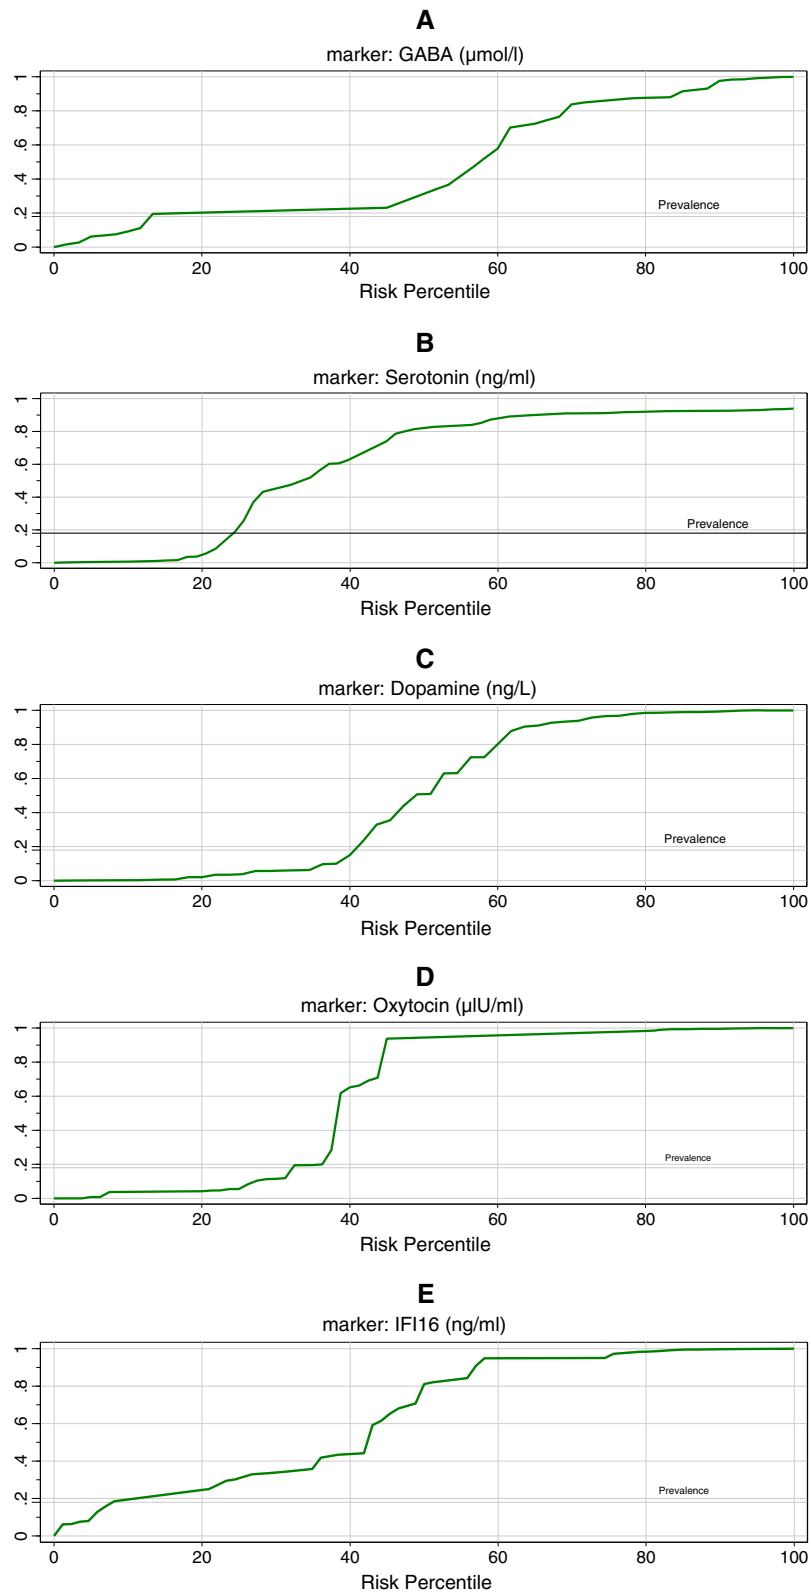 A
marker: GABA (µmol/l)
1
.8
.6
.4
.2
0
Prevalence
0 20 40 60 80 100
Risk Percentile
B
marker: Serotonin (ng/ml)
1
.8
.6
.4
.2
0
Prevalence
0 20 40 60 80 100
Risk Percentile
C
marker: Dopamine (ng/L)
1
.8
.6
.4
.2
0
Prevalence
0 20 40 60 80 100
Risk Percentile
D
marker: Oxytocin (µIU/ml)
1
.8
.6
.4
.2
0
Prevalence
0 20 40 60 80 100
Risk Percentile
E
marker: IFI16 (ng/ml)
1
.8
.6
.4
.2
0
Prevalence
0 20 40 60 80 100
Risk Percentile